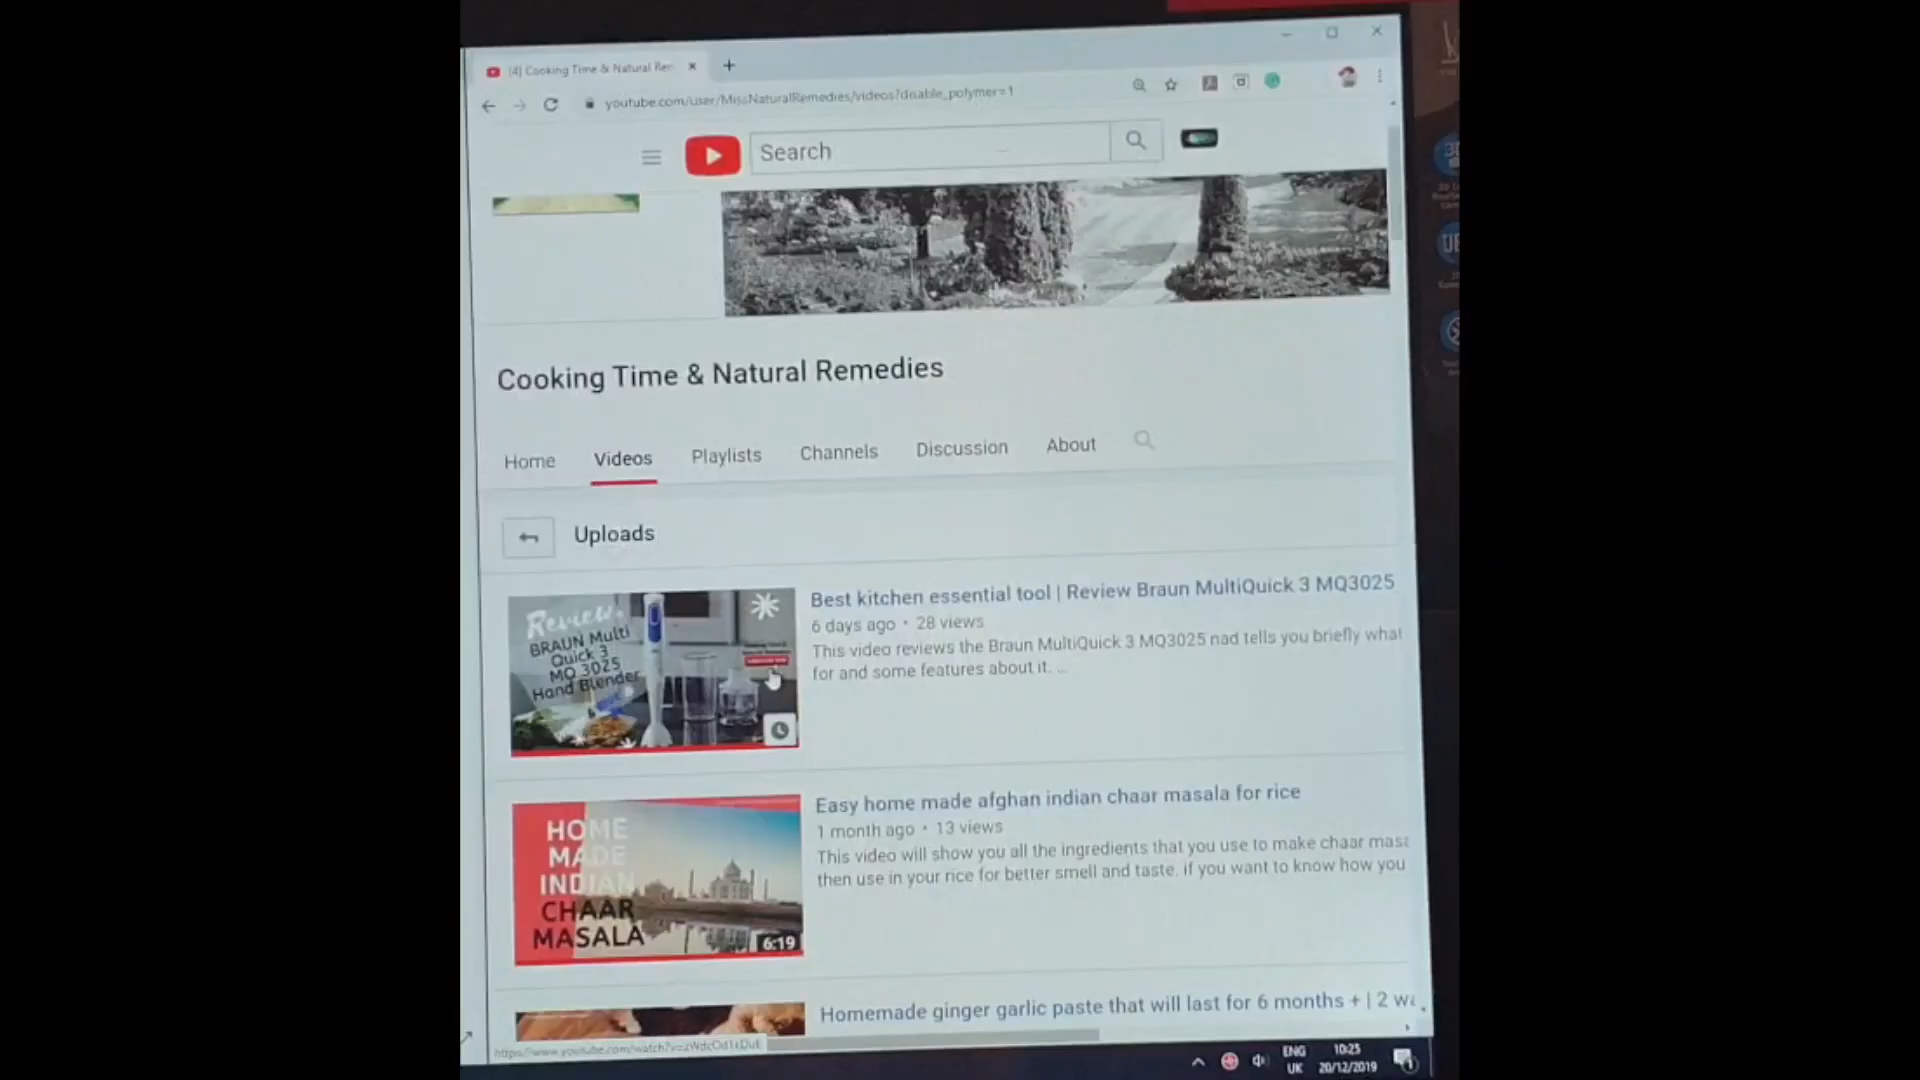 (4) Cooking Time & Natural Rem
youtube.com/user/MissNaturalRemedies/videos?disable_polymer=1
Search
Cooking Time & Natural Remedies
Home Videos Playlists Channels Discussion About
Uploads
Review.
BRAUN Multi
Quick 3
MQ 3025
Hand Blender
Best kitchen essential tool | Review Braun MultiQuick 3 MQ3025
6 days ago • 28 views
This video reviews the Braun MultiQuick 3 MQ3025 nad tells you briefly what
for and some features about it. ...
HOME
MADE
INDIAN
CHAAR
MASALA
6:19
Easy home made afghan indian chaar masala for rice
1 month ago • 13 views
This video will show you all the ingredients that you use to make chaar masa
then use in your rice for better smell and taste. if you want to know how you
Homemade ginger garlic paste that will last for 6 months + | 2 wa
ENG
UK
10:25
20/12/2019